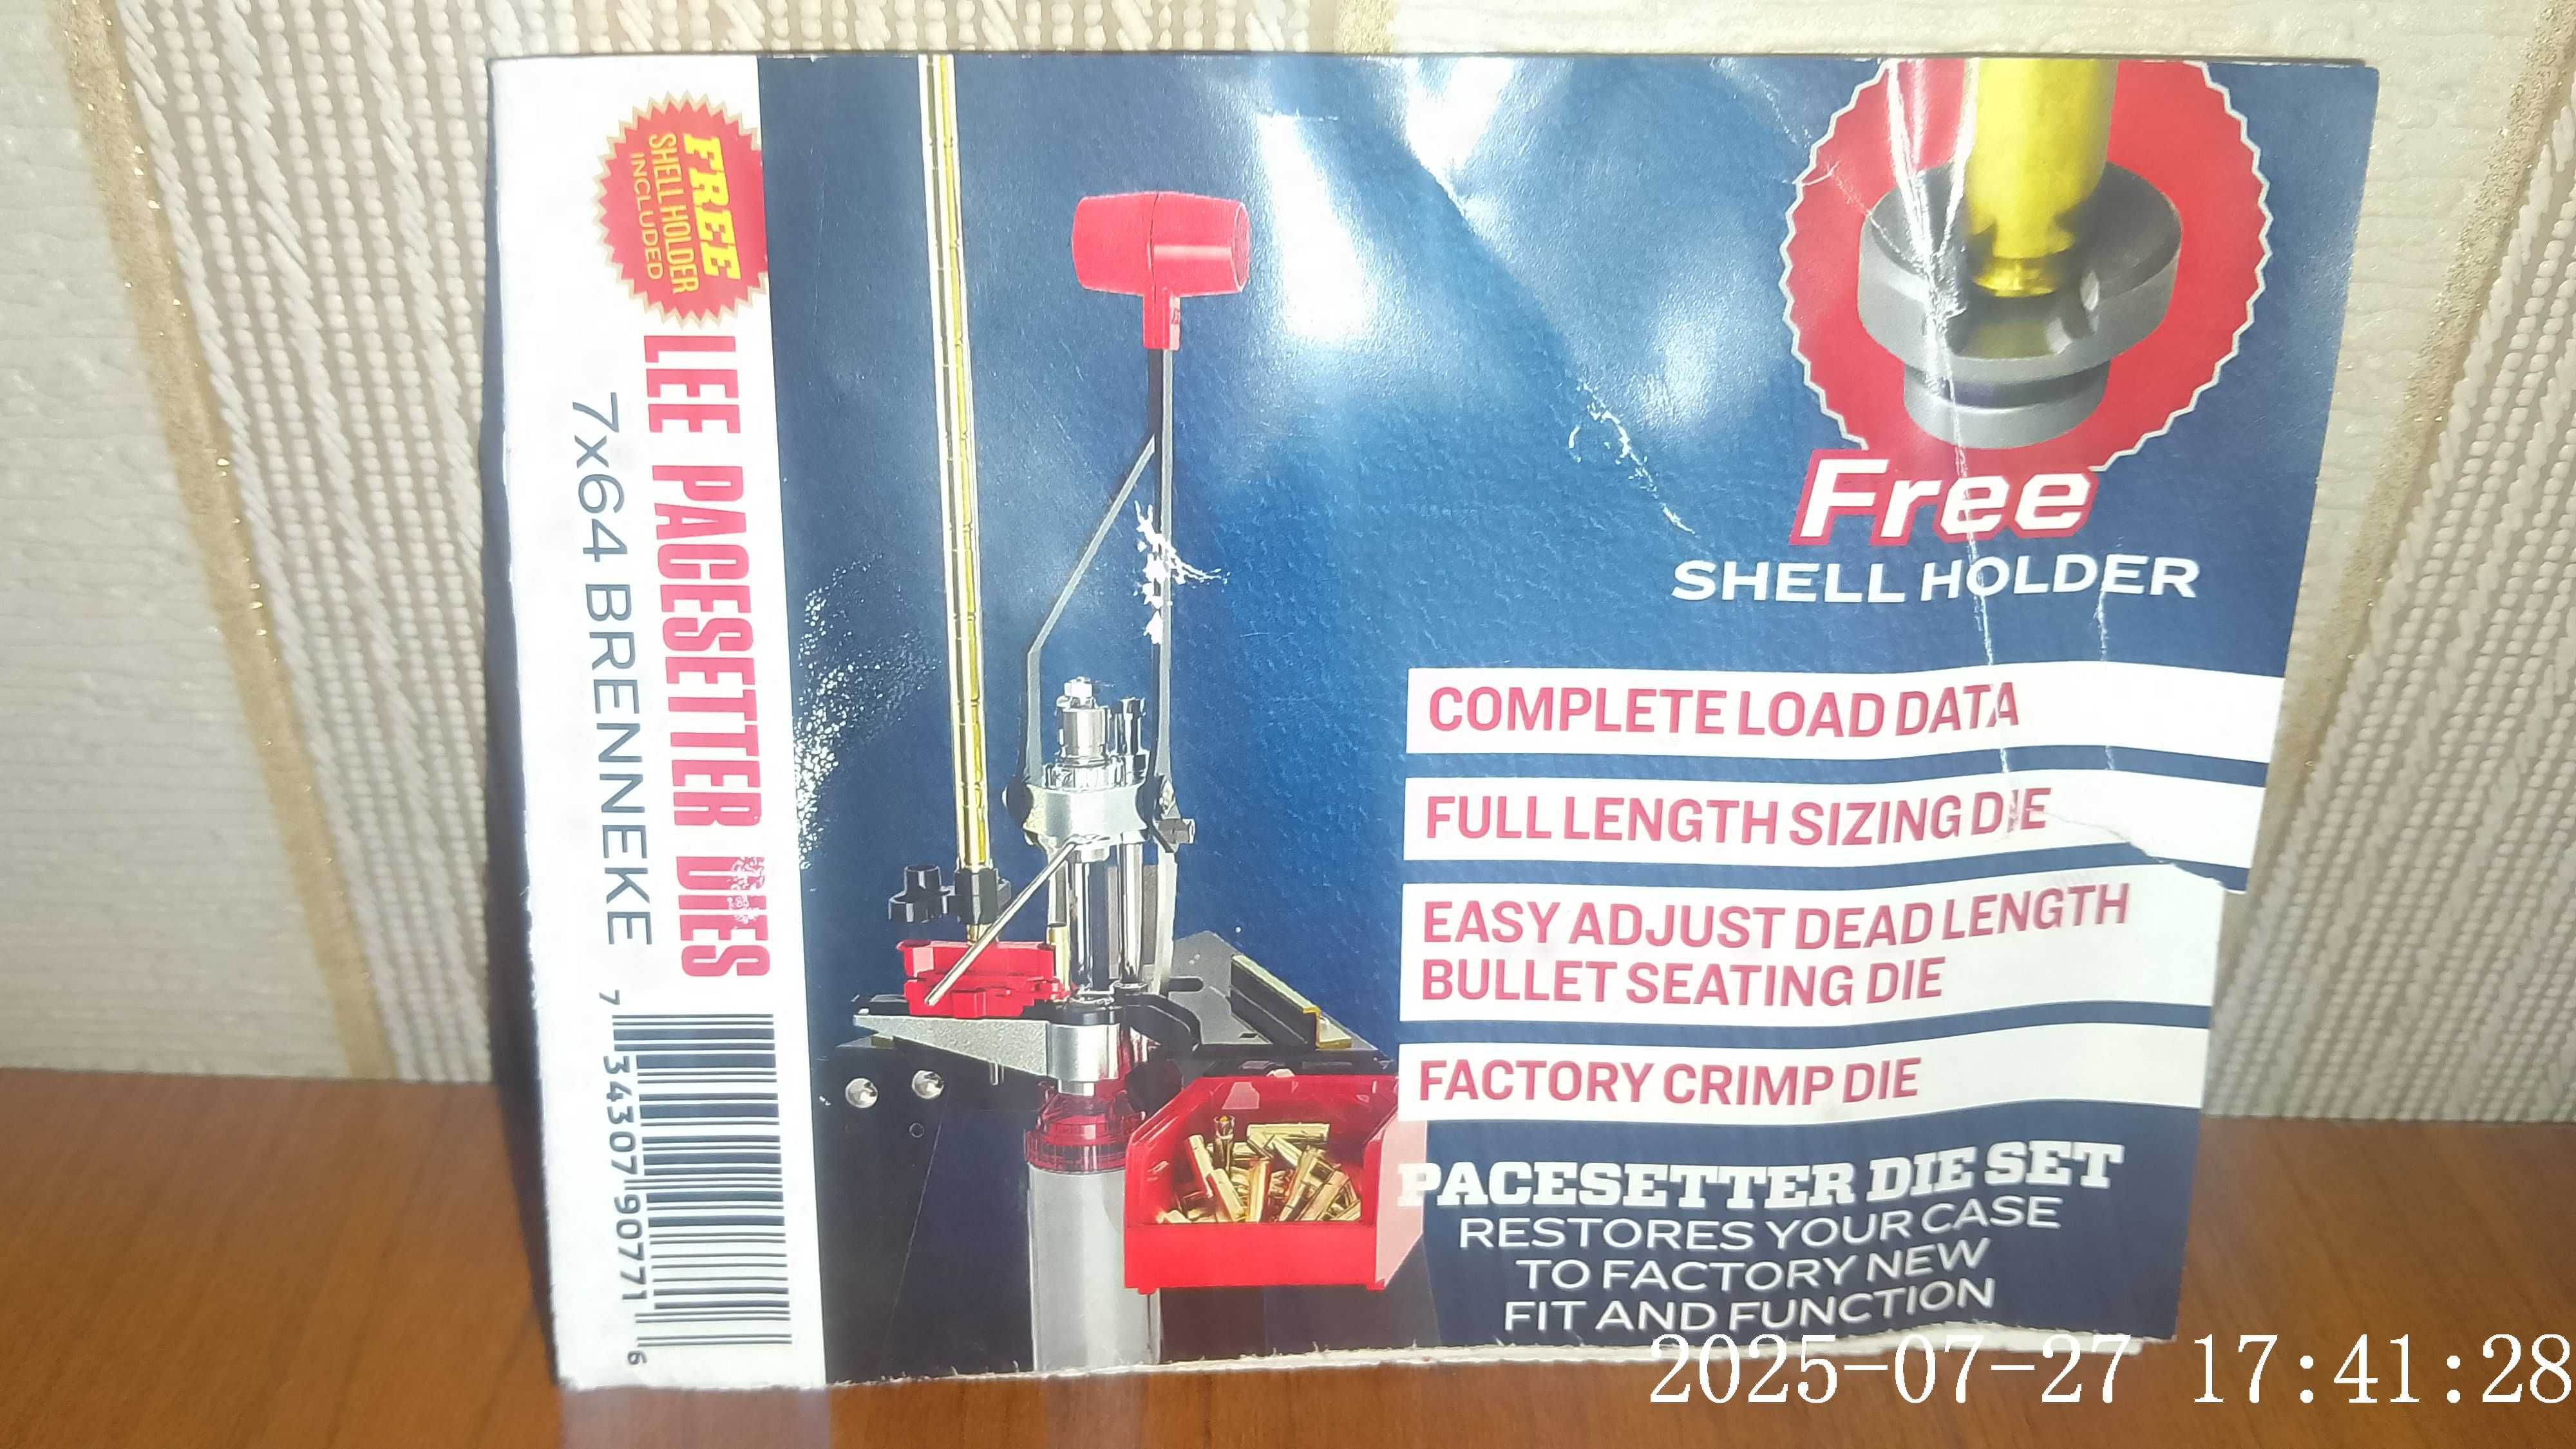 FREE
SHELL HOLDER
INCLUDED
LEE PACESETTER DIES
7x64 BRENNEKE
7 34307 90771 6
Free
SHELL HOLDER
COMPLETE LOAD DATA
FULL LENGTH SIZING DIE
EASY ADJUST DEAD LENGTH
BULLET SEATING DIE
FACTORY CRIMP DIE
PACESETTER DIE SET
RESTORES YOUR CASE
TO FACTORY NEW
FIT AND FUNCTION
2025-07-27 17:41:28